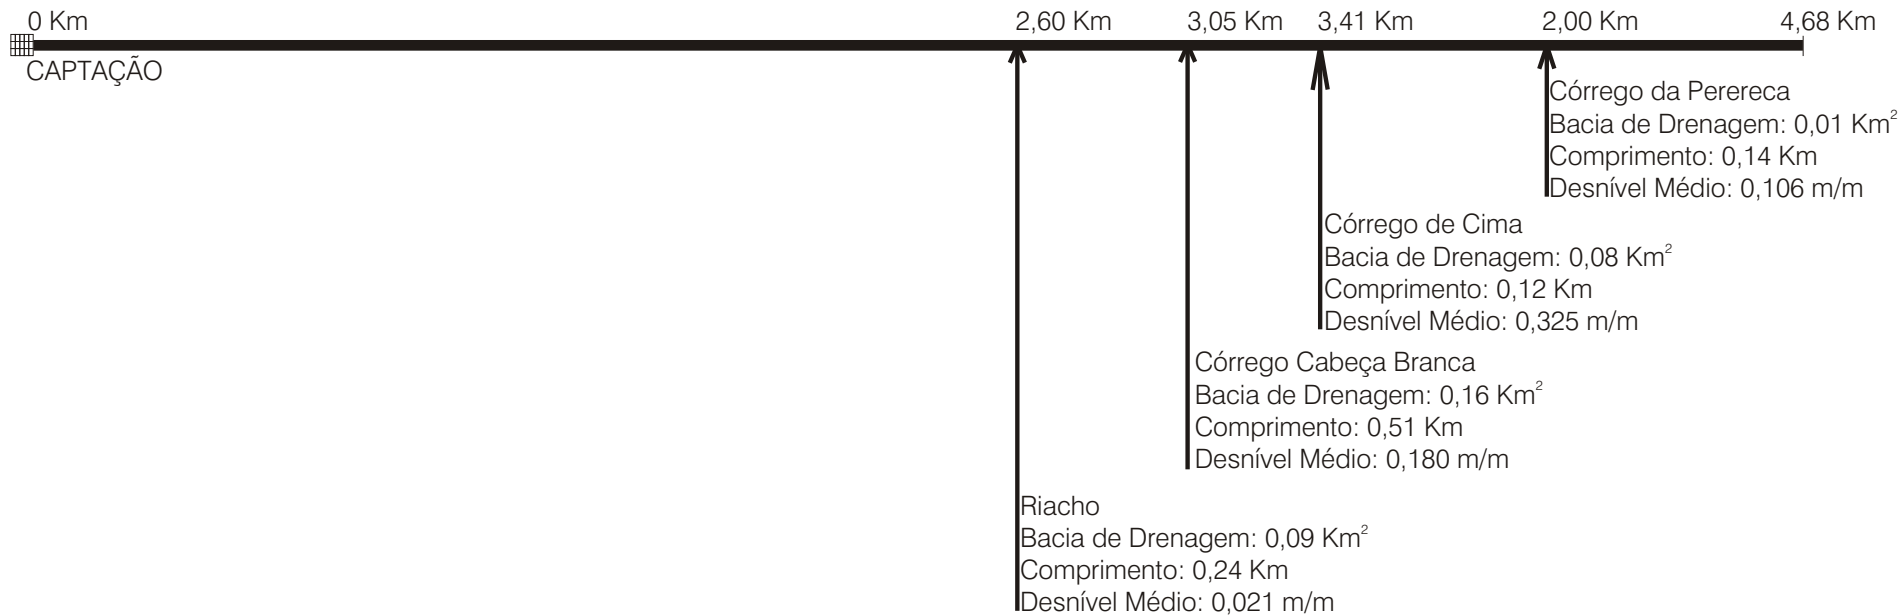 0 Km
2,60 Km
3,05 Km
3,41 Km
2,00 Km
4,68 Km
CAPTAÇÃO
Córrego da Perereca
Bacia de Drenagem: 0,01 Km²
Comprimento: 0,14 Km
Desnível Médio: 0,106 m/m
Córrego de Cima
Bacia de Drenagem: 0,08 Km²
Comprimento: 0,12 Km
Desnível Médio: 0,325 m/m
Córrego Cabeça Branca
Bacia de Drenagem: 0,16 Km²
Comprimento: 0,51 Km
Desnível Médio: 0,180 m/m
Riacho
Bacia de Drenagem: 0,09 Km²
Comprimento: 0,24 Km
Desnível Médio: 0,021 m/m